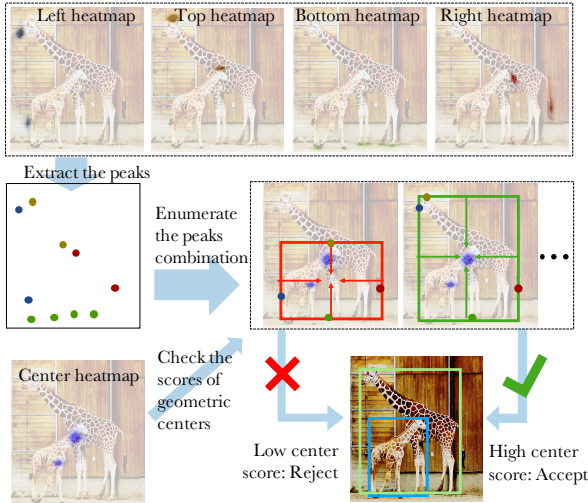 Left heatmap
Top heatmap
Bottom heatmap
Right heatmap
Extract the peaks
Enumerate
the peaks
combination
Center heatmap
Check the
scores of
geometric
centers
Low center
score: Reject
High center
score: Accept